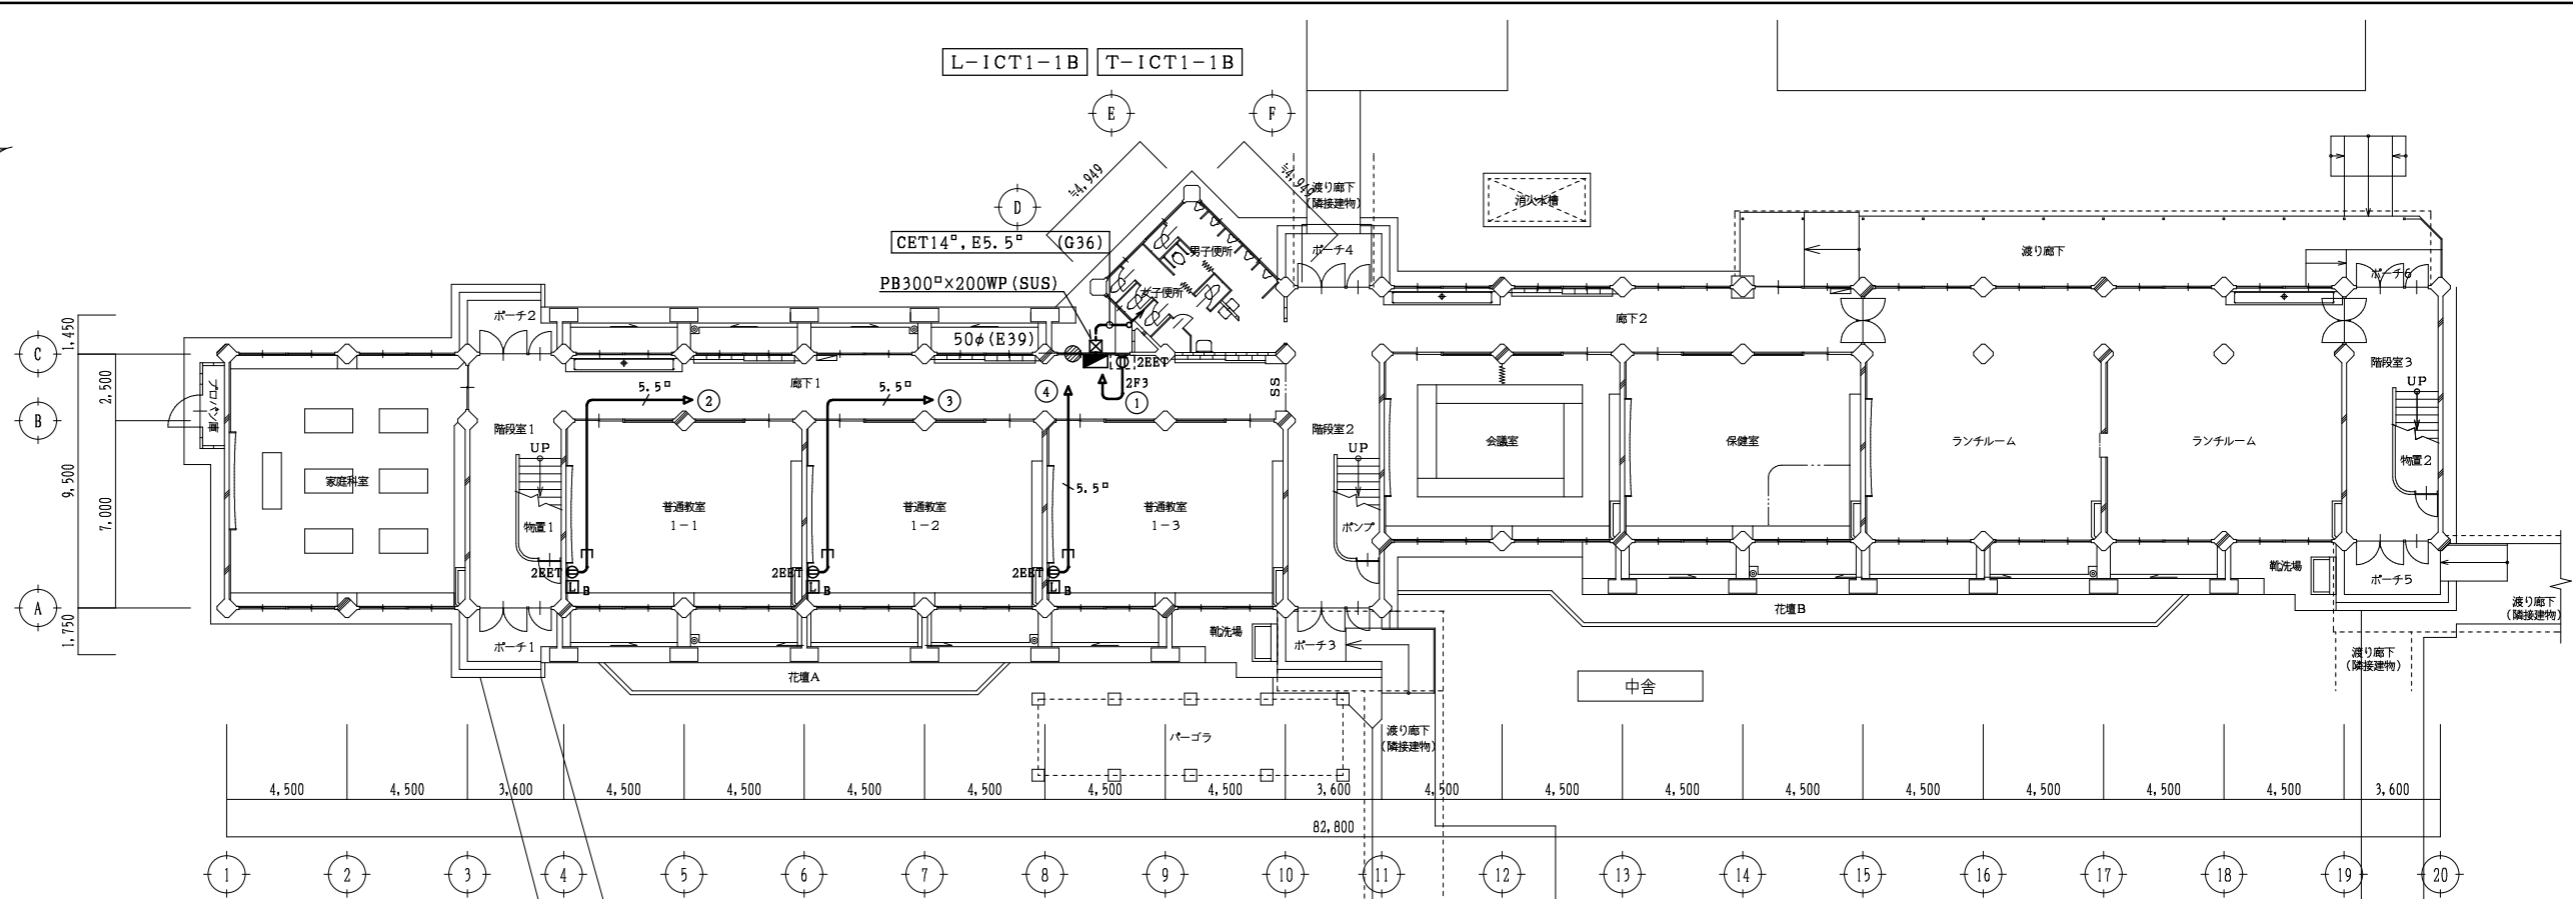 L-ICT1-1B T-ICT1-1B
E F
D
≒4,949 ≒4,949
渡り廊下
(隣接建物)
消火水槽
CET14□, E5.5□ (G36)
男子便所
ポーチ4
渡り廊下
PB300□×200WP(SUS)
女子便所
ポーチ6
ポーチ2
50φ(E39)
廊下2
1,450
C
2EET
階段室3
プロパン庫
2,500
5.5□ ②
廊下1
5.5□ ③
④
2F3
①
SS
UP
B
階段室1
UP
階段室2
UP
会議室
保健室
ランチルーム
ランチルーム
物置2
9,500
家庭科室
5.5□
7,000
物置1
普通教室
1-1
普通教室
1-2
普通教室
1-3
ポンプ
2EET
B
2EET
B
2EET
B
靴洗場
ポーチ5
A
1,750
花壇B
渡り廊下
(隣接建物)
ポーチ1
靴洗場
ポーチ3
渡り廊下
(隣接建物)
花壇A
中舎
パーゴラ
渡り廊下
(隣接建物)
4,500 4,500 3,600 4,500 4,500 4,500 4,500 4,500 4,500 3,600 4,500 4,500 4,500 4,500 4,500 4,500 4,500 4,500 3,600
82,800
1 2 3 4 5 6 7 8 9 10 11 12 13 14 15 16 17 18 19 20